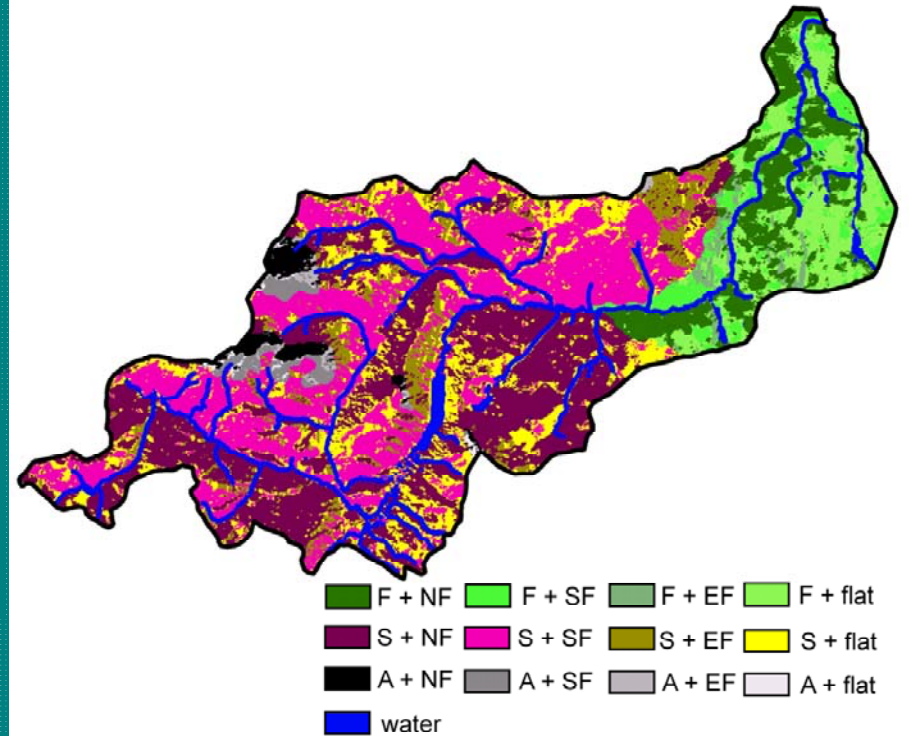 F + NF F + SF F + EF F + flat
S + NF S + SF S + EF S + flat
A + NF A + SF A + EF A + flat
water